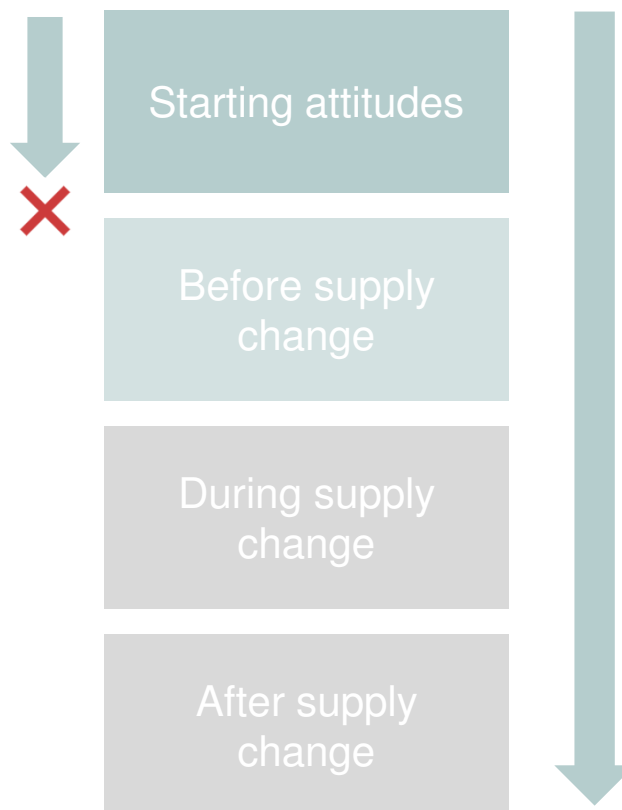 Starting attitudes
Before supply
change
During supply
change
After supply
change